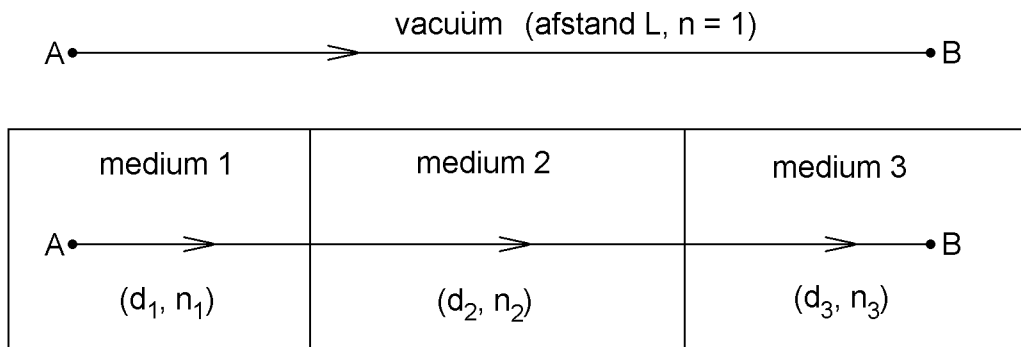 vacuüm (afstand L, n = 1)
A B
medium 1 medium 2 medium 3
A B
(d₁, n₁) (d₂, n₂) (d₃, n₃)